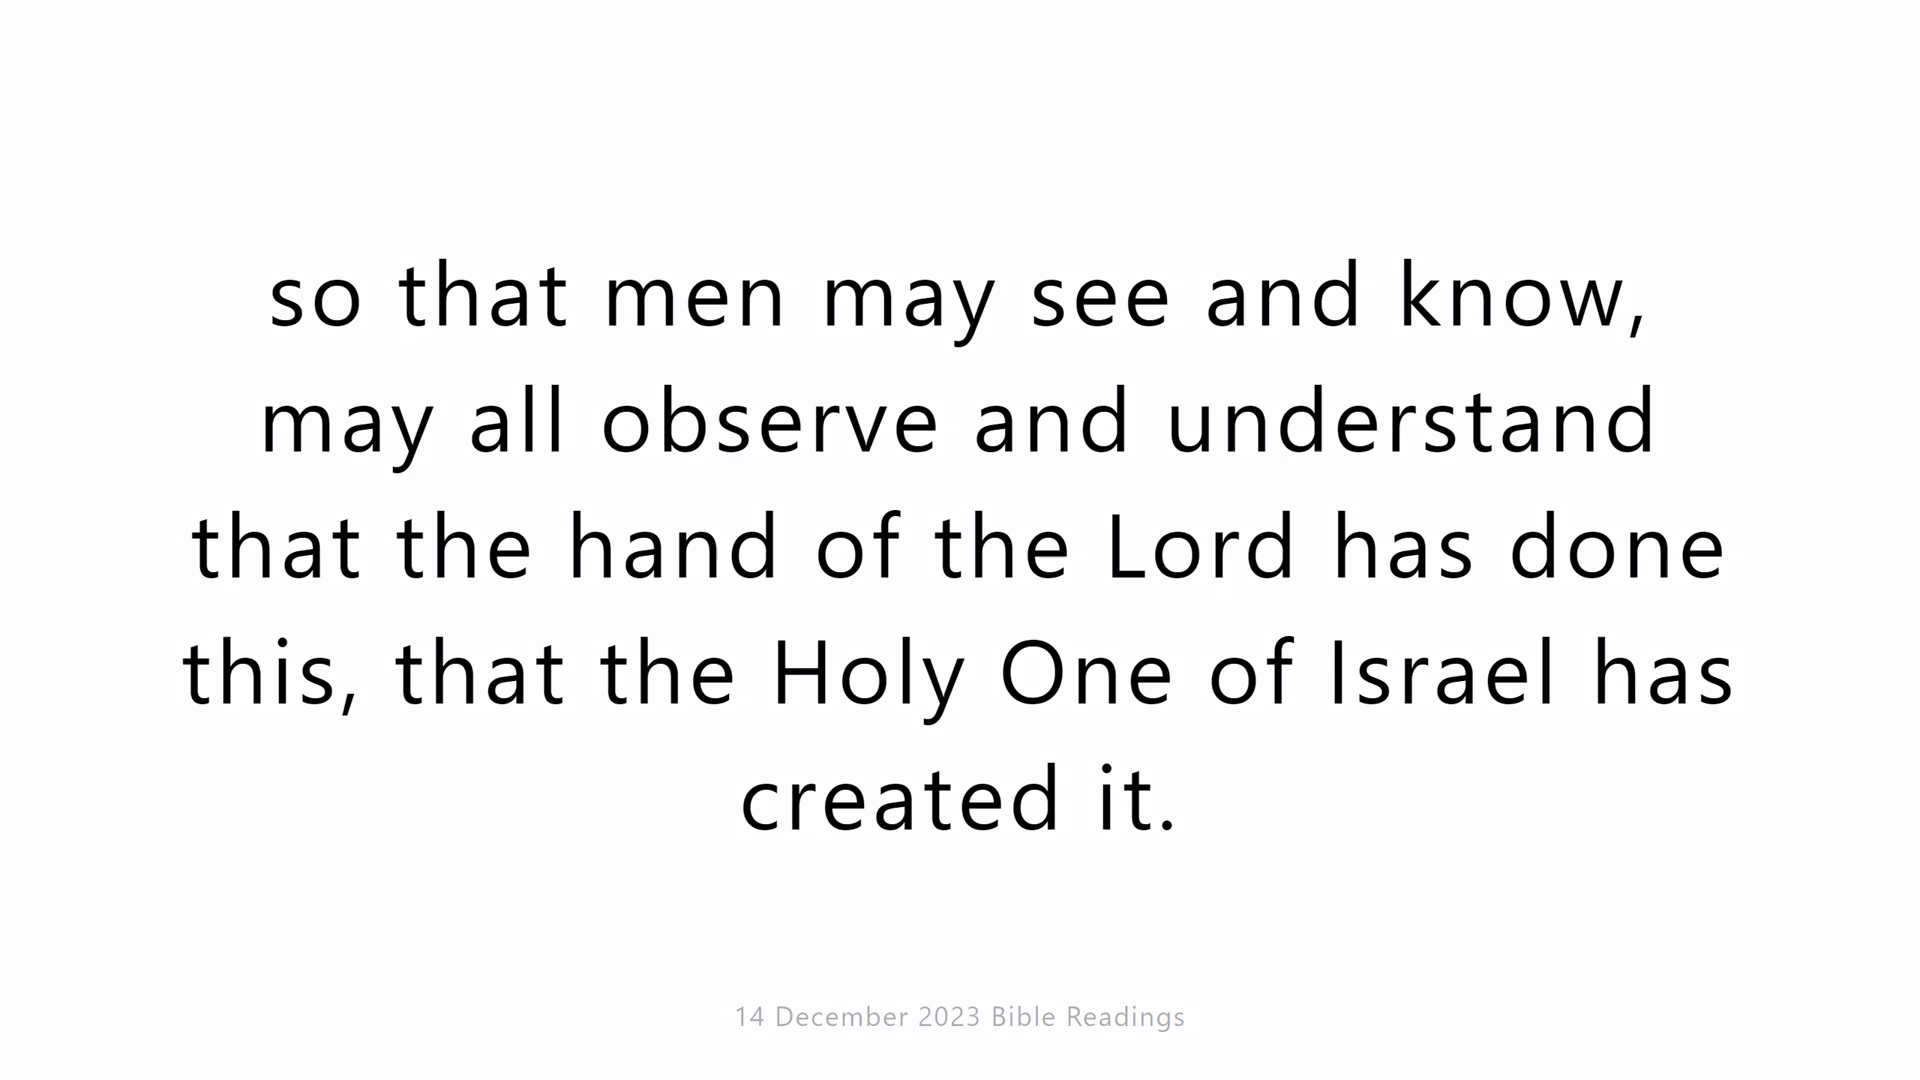 so that men may see and know,
may all observe and understand
that the hand of the Lord has done
this, that the Holy One of Israel has
created it.
14 December 2023 Bible Readings